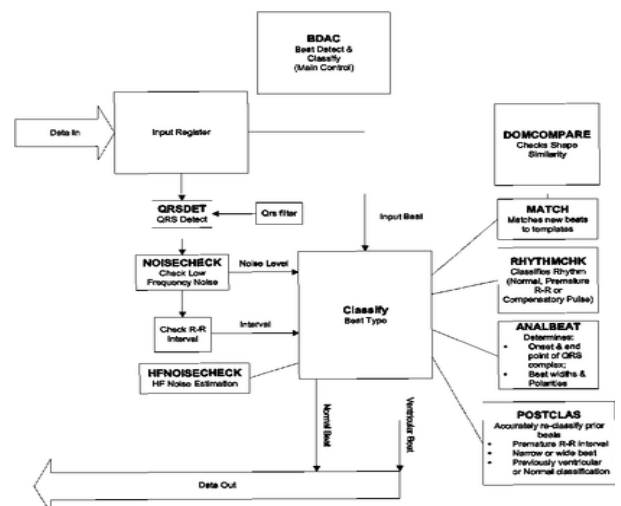 BDAC
Beat Detect &
Classify
(Main Control)
Data In
Input Register
DOMCOMPARE
Checks Shape
Similarity
QRSDET
QRS Detect
Qrs filter
Input Beat
MATCH
Matches new beats
to templates
NOISECHECK
Check Low
Frequency Noise
Noise Level
RHYTHMCHK
Classifies Rhythm
(Normal, Premature
R-R or
Compensatory Pulse)
Classify
Beat Type
Check R-R
Interval
Interval
ANALBEAT
Determines:
• Onset & end
point of QRS
complex;
• Beat widths &
Polarities
HFNOISECHECK
HF Noise Estimation
Normal Beat
Ventricular Beat
POSTCLAS
Accurately re-classify prior
beats
• Premature R-R Interval
• Narrow or wide beat
• Previously ventricular
or Normal classification
Data Out